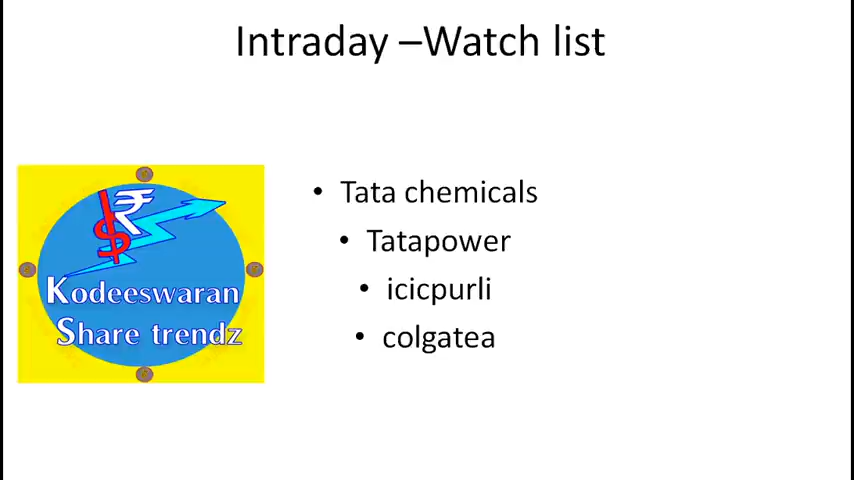 Intraday –Watch list
Kodeeswaran
Share trendz
• Tata chemicals
• Tatapower
• icicpurli
• colgatea